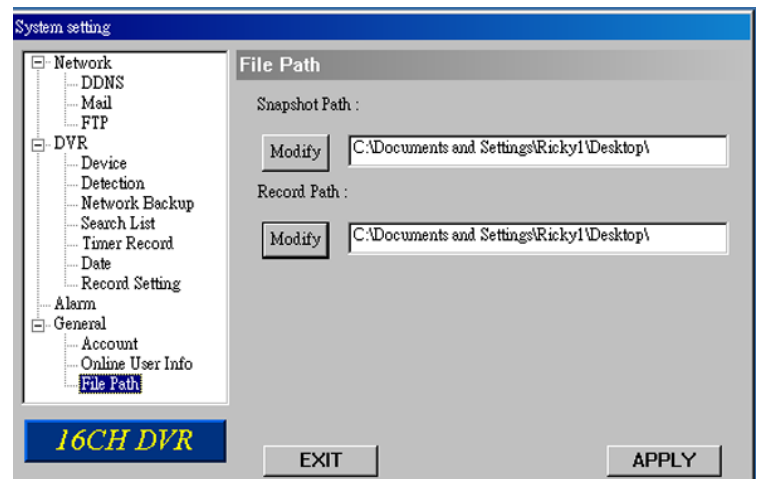 System setting
Network
DDNS
Mail
FTP
DVR
Device
Detection
Network Backup
Search List
Timer Record
Date
Record Setting
Alarm
General
Account
Online User Info
File Path
16CH DVR
File Path
Snapshot Path :
Modify C:\Documents and Settings\Ricky1\Desktop\
Record Path :
Modify C:\Documents and Settings\Ricky1\Desktop\
EXIT APPLY